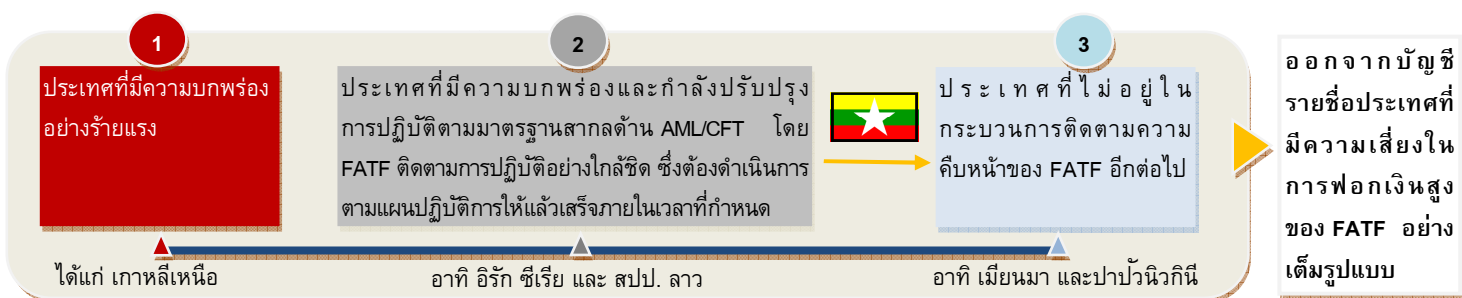 1
ประเทศที่มีความบกพร่อง
อย่างร้ายแรง
ได้แก่ เกาหลีเหนือ
2
ประเทศที่มีความบกพร่องและกำลังปรับปรุง
การปฏิบัติตามมาตรฐานสากลด้าน AML/CFT โดย
FATF ติดตามการปฏิบัติอย่างใกล้ชิด ซึ่งต้องดำเนินการ
ตามแผนปฏิบัติการให้แล้วเสร็จภายในเวลาที่กำหนด
อาทิ อิรัก ซีเรีย และ สปป. ลาว
3
ประเทศที่ไม่อยู่ใน
กระบวนการติดตามความ
คืบหน้าของ FATF อีกต่อไป
อาทิ เมียนมา และปาปัวนิวกินี
ออกจากบัญชี
รายชื่อประเทศที่
มีความเสี่ยงใน
การฟอกเงินสูง
ของ FATF อย่าง
เต็มรูปแบบ